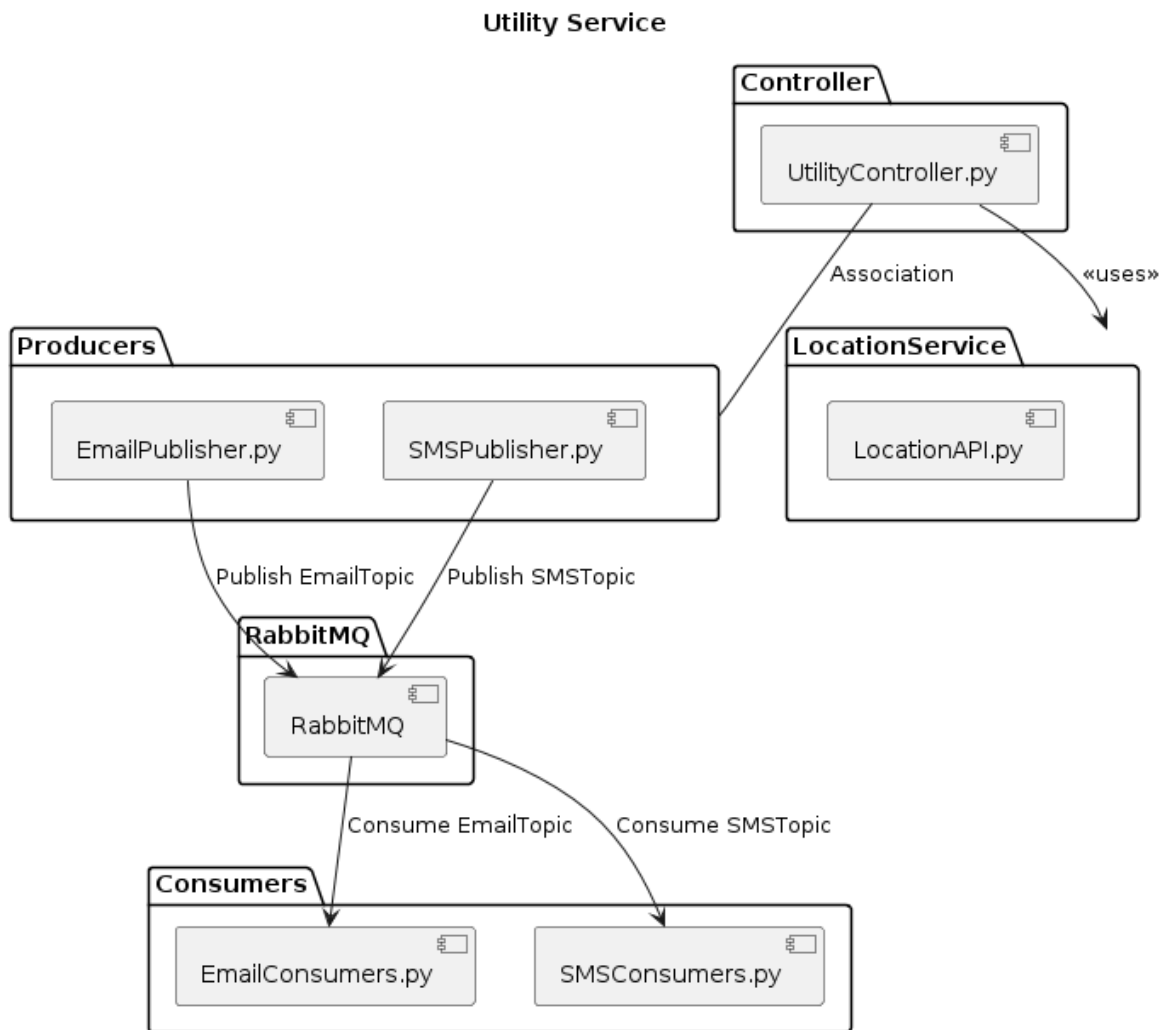 Utility Service
Controller
UtilityController.py
Association
«uses»
Producers
LocationService
EmailPublisher.py
SMSPublisher.py
LocationAPI.py
Publish EmailTopic
Publish SMSTopic
RabbitMQ
RabbitMQ
Consume EmailTopic
Consume SMSTopic
Consumers
EmailConsumers.py
SMSConsumers.py